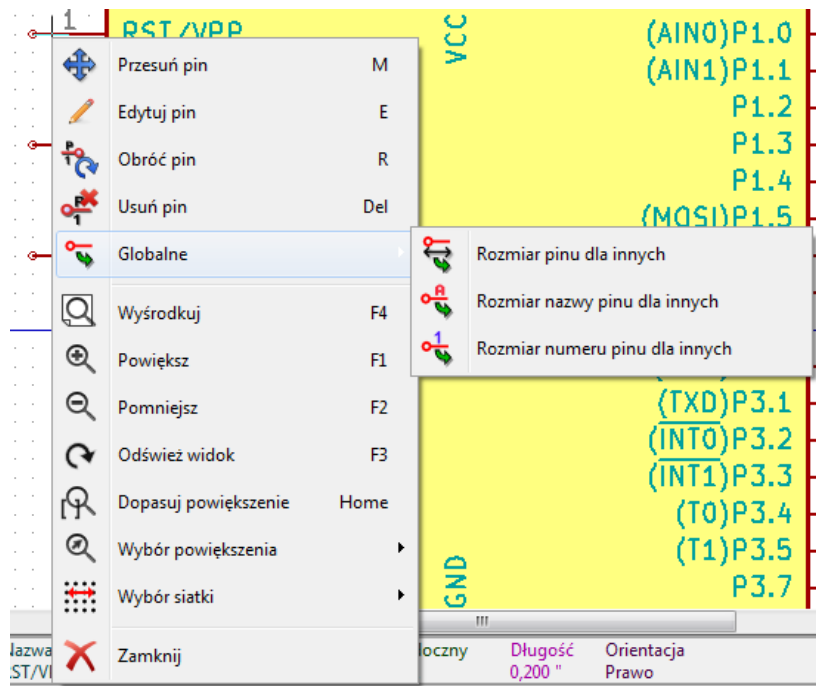 1 RST/VPP VCC (AIN0)P1.0
Przesuń pin M (AIN1)P1.1
Edytuj pin E P1.2
Obróć pin R P1.3
P1.4
Usuń pin Del (MOSI)P1.5
Globalne
Rozmiar pinu dla innych
Rozmiar nazwy pinu dla innych
Rozmiar numeru pinu dla innych
Wyśrodkuj F4
Powiększ F1
Pomniejsz F2 (TXD)P3.1
(INT0)P3.2
Odśwież widok F3 (INT1)P3.3
Dopasuj powiększenie Home (T0)P3.4
Wybór powiększenia (T1)P3.5
Wybór siatki GND P3.7
Zamknij
Długość Orientacja
0,200 " Prawo